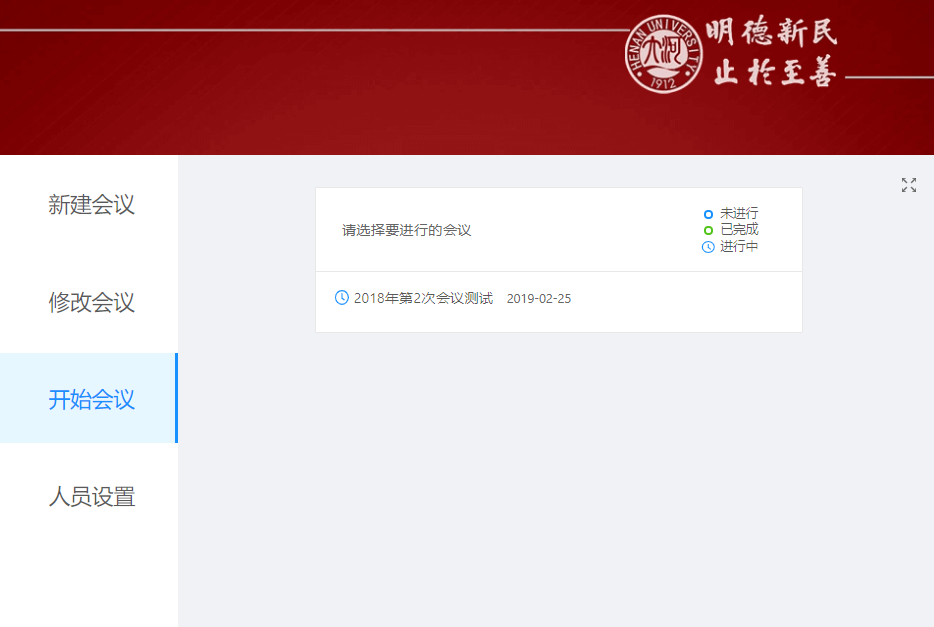 HENAN UNIVERSITY
大河
1912
明德新民
止於至善
新建会议
修改会议
开始会议
人员设置
请选择要进行的会议
未进行
已完成
进行中
2018年第2次会议测试 2019-02-25